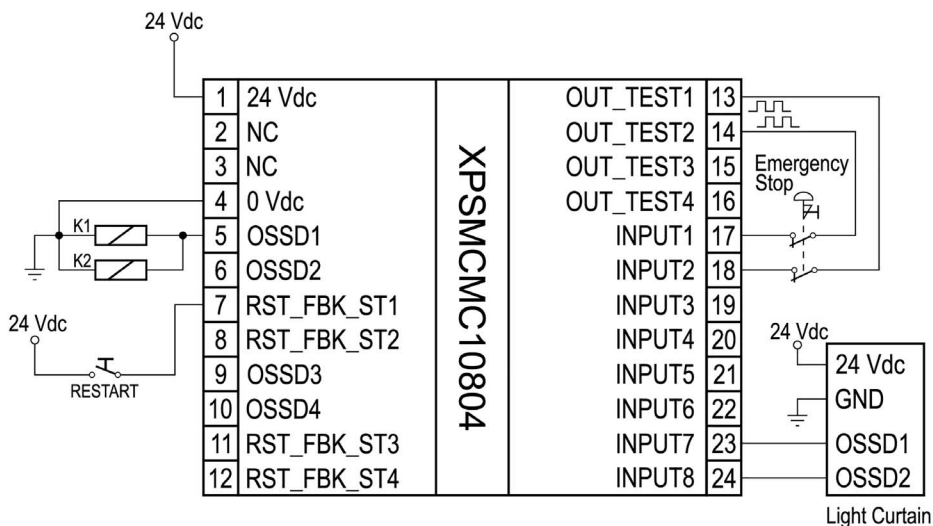 24 Vdc
1 24 Vdc
2 NC
3 NC
4 0 Vdc
5 OSSD1
6 OSSD2
7 RST_FBK_ST1
8 RST_FBK_ST2
9 OSSD3
10 OSSD4
11 RST_FBK_ST3
12 RST_FBK_ST4
K1
K2
24 Vdc
RESTART
XPSMCMC10804
OUT_TEST1 13
OUT_TEST2 14
OUT_TEST3 15
OUT_TEST4 16
INPUT1 17
INPUT2 18
INPUT3 19
INPUT4 20
INPUT5 21
INPUT6 22
INPUT7 23
INPUT8 24
Emergency
Stop
24 Vdc
24 Vdc
GND
OSSD1
OSSD2
Light Curtain